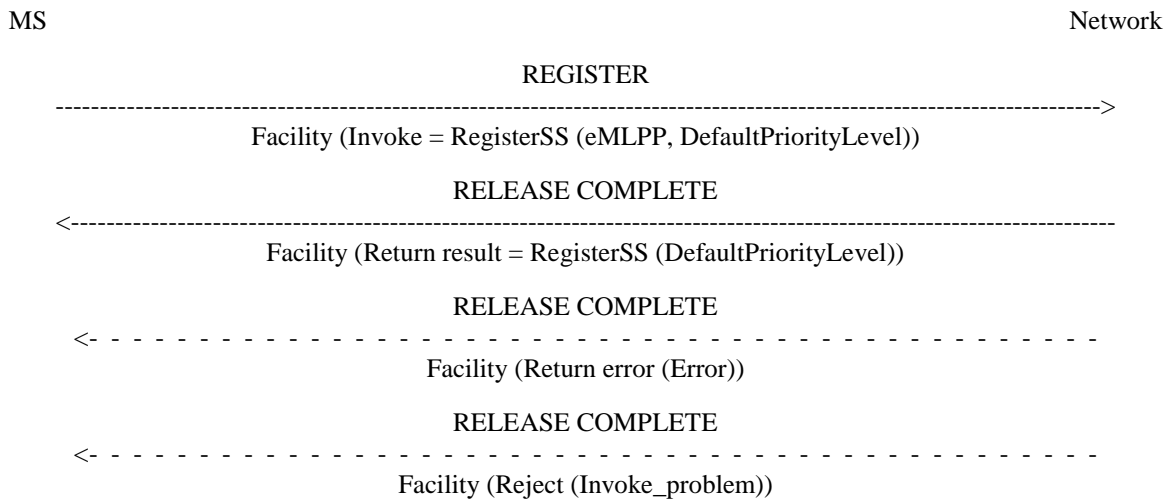 MS Network
REGISTER
Facility (Invoke = RegisterSS (eMLPP, DefaultPriorityLevel))
RELEASE COMPLETE
Facility (Return result = RegisterSS (DefaultPriorityLevel))
RELEASE COMPLETE
Facility (Return error (Error))
RELEASE COMPLETE
Facility (Reject (Invoke_problem))